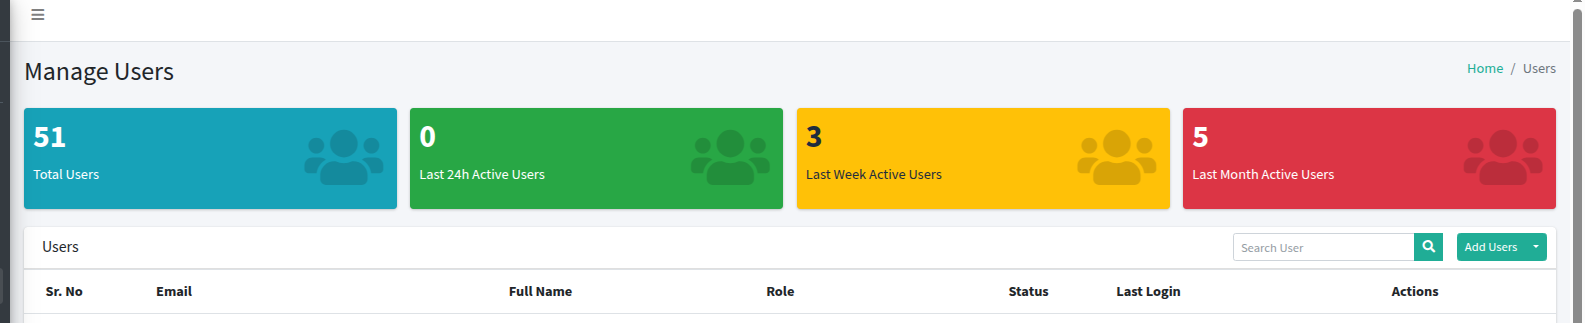 Manage Users
Home / Users
51
Total Users
0
Last 24h Active Users
3
Last Week Active Users
5
Last Month Active Users
Users
Search User
Add Users
Sr. No Email Full Name Role Status Last Login Actions